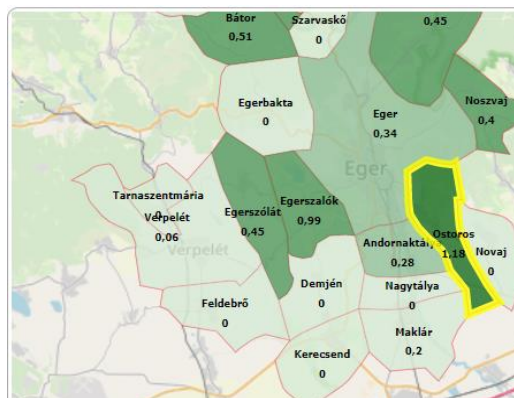 Bátor
0,51
Szarvaskő
0
0,45
Egerbakta
0
Eger
0,34
Noszvaj
0,4
Eger
Tarnaszentmária
0
Verpelét
0,06
Verpelét
Egerszólát
0,45
Egerszalók
0,99
Andornaktálya
0,28
Ostoros
1,18
Novaj
0
Feldebrő
0
Demjén
0
Nagytálya
0
Maklár
0,2
Kerecsend
0